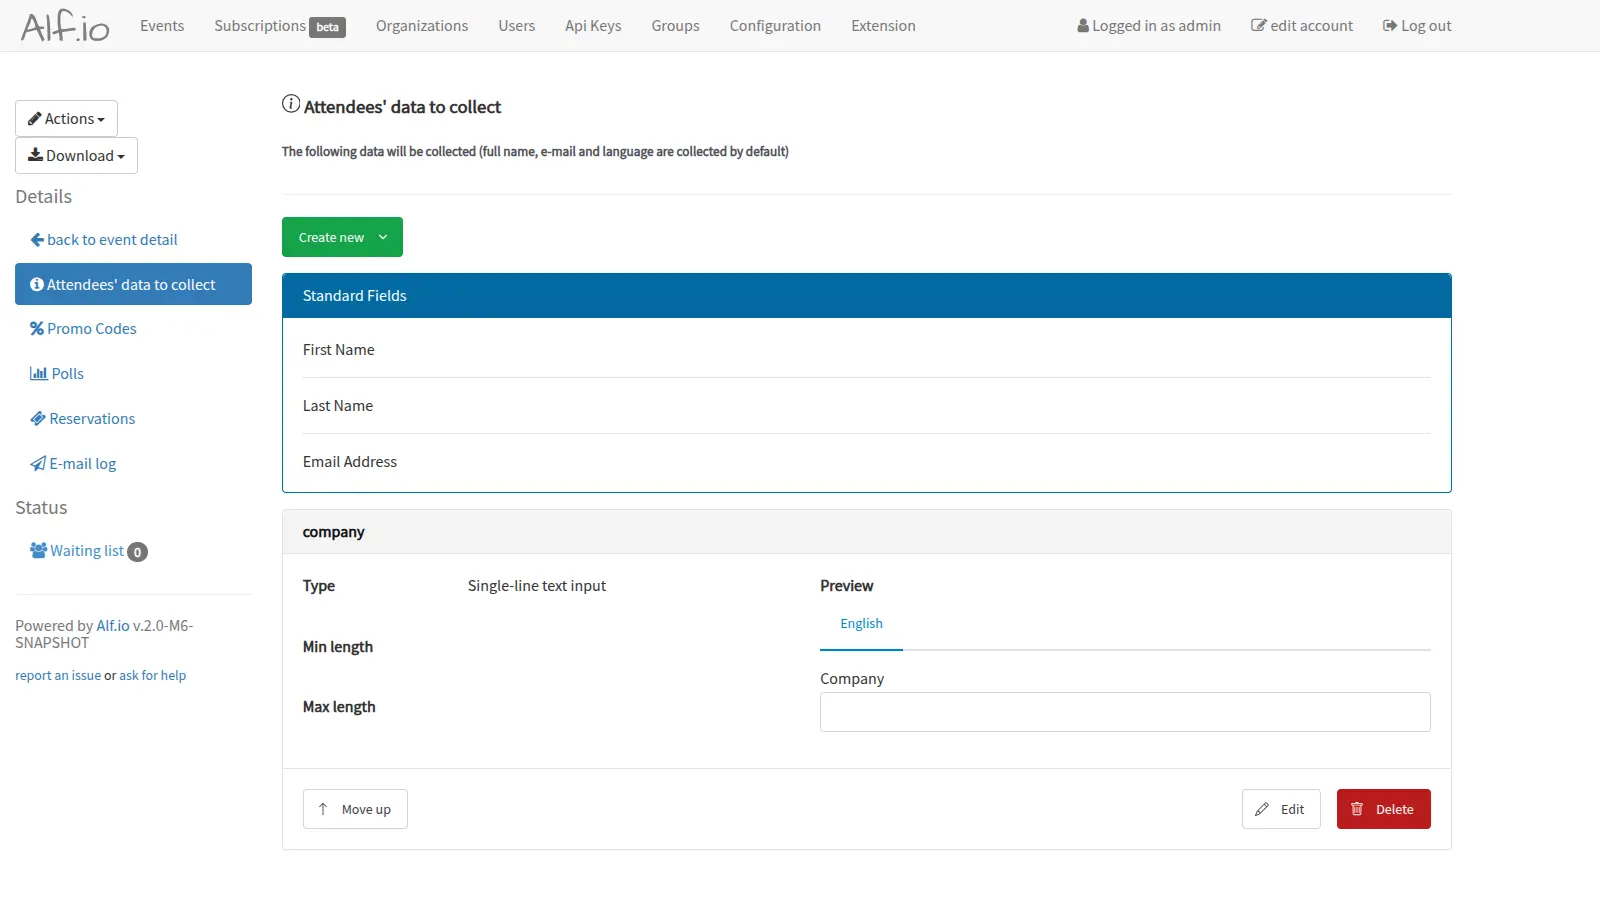 Alf.io
Events
Subscriptions beta
Organizations
Users
Api Keys
Groups
Configuration
Extension
Logged in as admin
edit account
Log out
Actions
Download
Details
back to event detail
Attendees' data to collect
Promo Codes
Polls
Reservations
E-mail log
Status
Waiting list 0
Powered by Alf.io v.2.0-M6-
SNAPSHOT
report an issue or ask for help
Attendees' data to collect
The following data will be collected (full name, e-mail and language are collected by default)
Create new
Standard Fields
First Name
Last Name
Email Address
company
Type
Single-line text input
Min length
Max length
Preview
English
Company
Move up
Edit
Delete